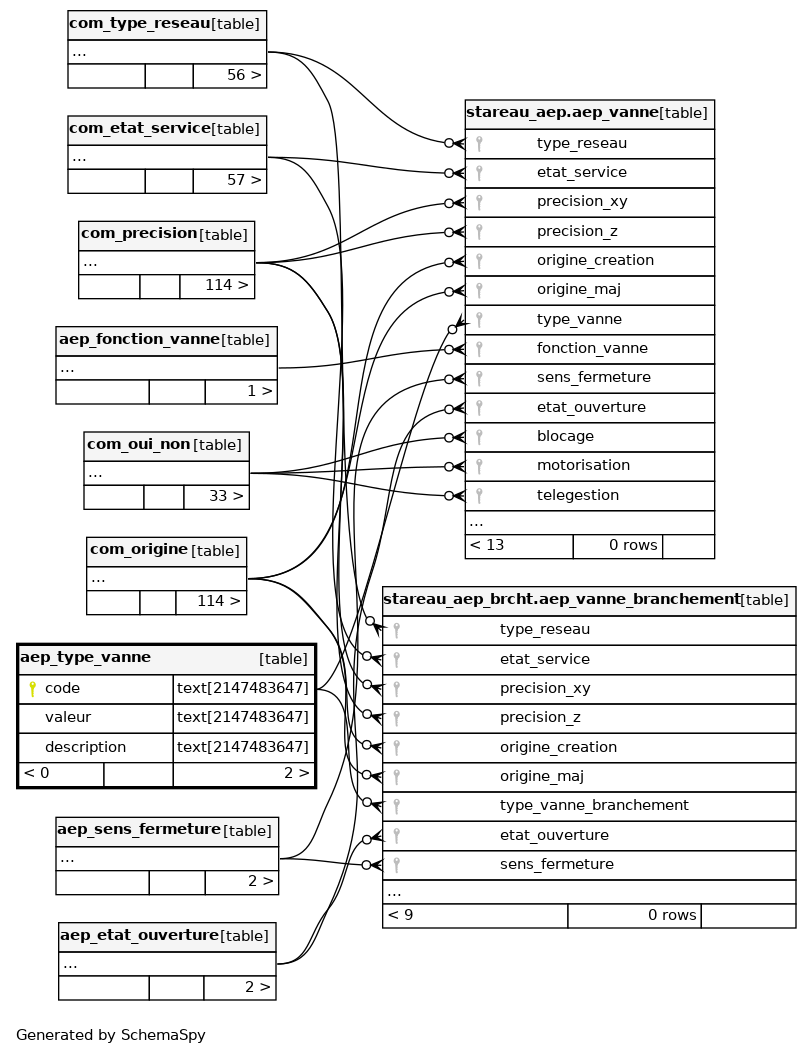 com_type_reseau [table]
...
56 >
com_etat_service [table]
...
57 >
com_precision [table]
...
114 >
aep_fonction_vanne [table]
...
1 >
com_oui_non [table]
...
33 >
com_origine [table]
...
114 >
aep_type_vanne [table]
code text[2147483647]
valeur text[2147483647]
description text[2147483647]
< 0 2 >
aep_sens_fermeture [table]
...
2 >
aep_etat_ouverture [table]
...
2 >
stareau_aep.aep_vanne [table]
type_reseau
etat_service
precision_xy
precision_z
origine_creation
origine_maj
type_vanne
fonction_vanne
sens_fermeture
etat_ouverture
blocage
motorisation
telegestion
...
< 13 0 rows
stareau_aep_brcht.aep_vanne_branchement [table]
type_reseau
etat_service
precision_xy
precision_z
origine_creation
origine_maj
type_vanne_branchement
etat_ouverture
sens_fermeture
...
< 9 0 rows
Generated by SchemaSpy